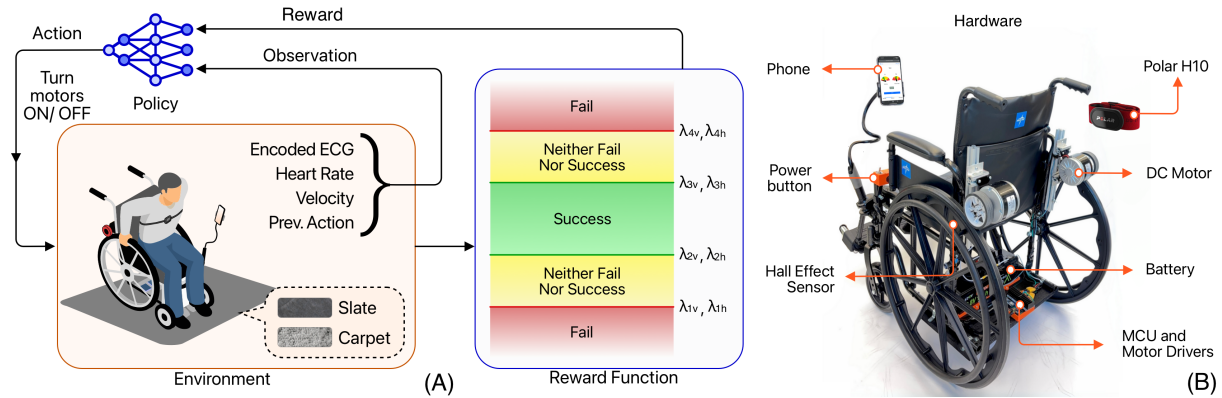 Reward
Action
Observation
Turn
motors
ON/ OFF
Policy
Encoded ECG
Heart Rate
Velocity
Prev. Action
Slate
Carpet
Environment
(A)
Fail
λ4v, λ4h
Neither Fail
Nor Success
λ3v, λ3h
Success
λ2v, λ2h
Neither Fail
Nor Success
λ1v, λ1h
Fail
Reward Function
Hardware
Phone
Polar H10
POLAR
Power
button
DC Motor
Hall Effect
Sensor
Battery
MCU and
Motor Drivers
(B)